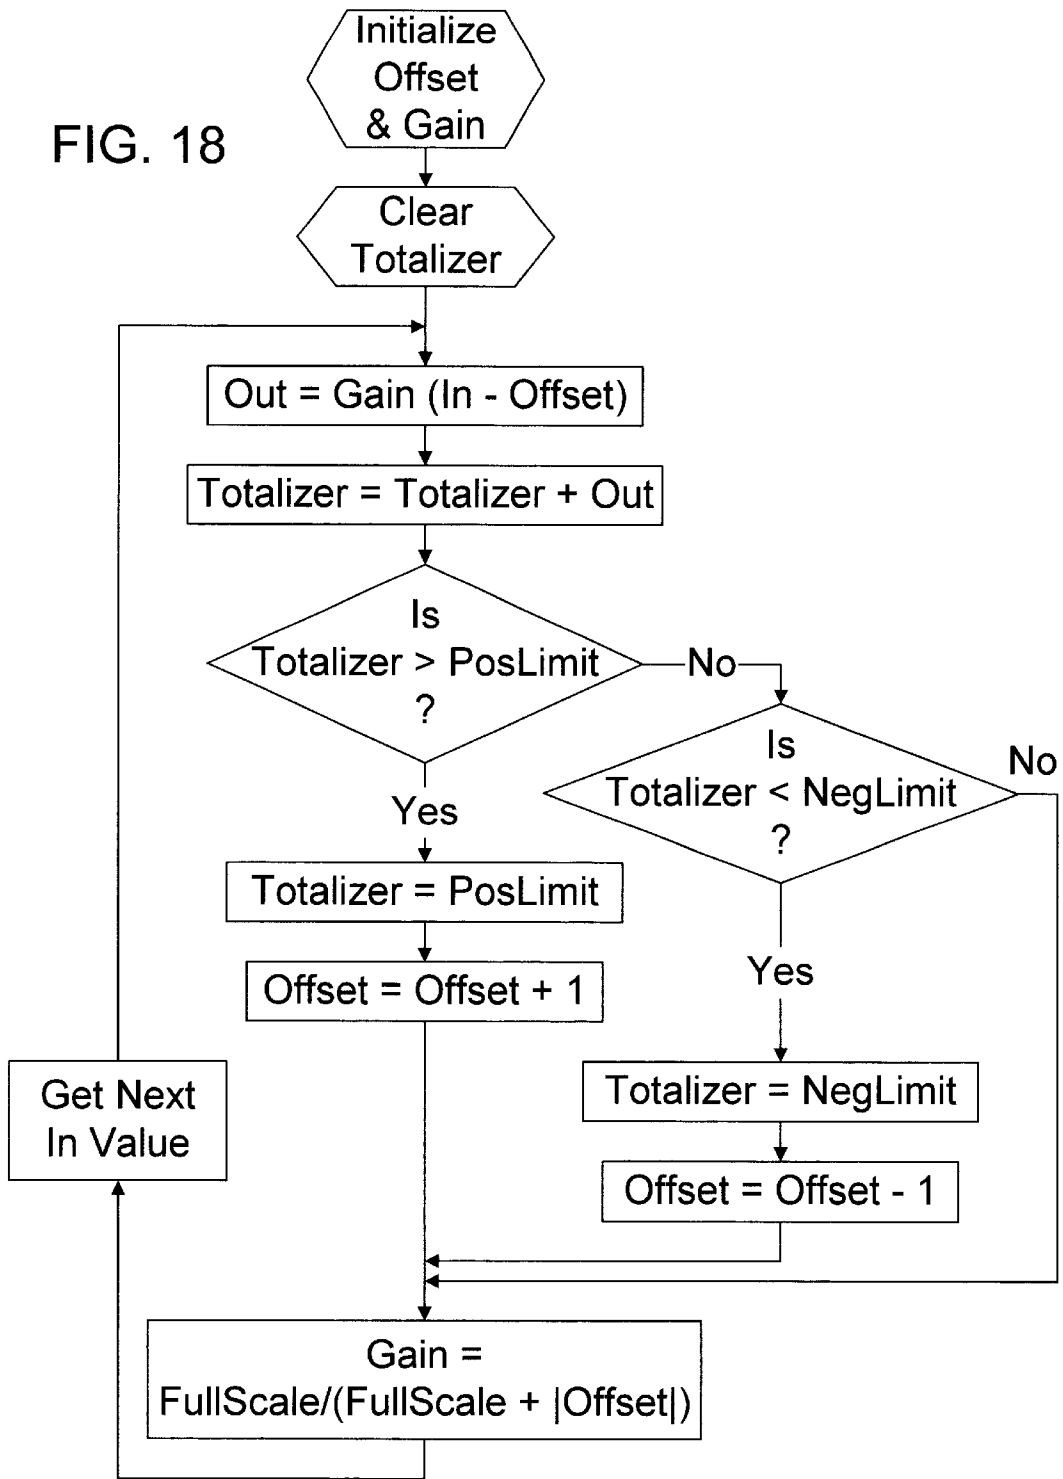 Initialize
Offset
& Gain
FIG. 18
Clear
Totalizer
Out = Gain (In - Offset)
Totalizer = Totalizer + Out
Is
Totalizer > PosLimit
?
No
Is
Totalizer < NegLimit
?
No
Yes
Totalizer = PosLimit
Offset = Offset + 1
Yes
Totalizer = NegLimit
Offset = Offset - 1
Get Next
In Value
Gain =
FullScale/(FullScale + |Offset|)